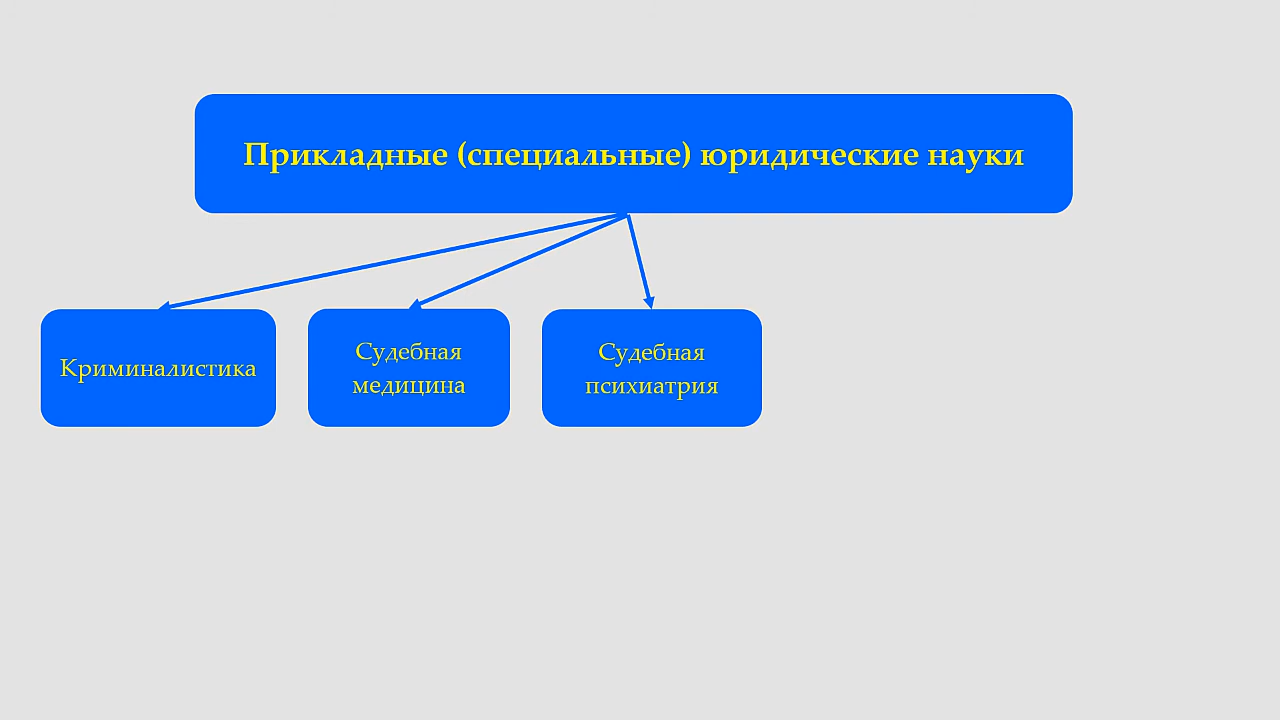 Прикладные (специальные) юридические науки
Криминалистика
Судебная
медицина
Судебная
психиатрия